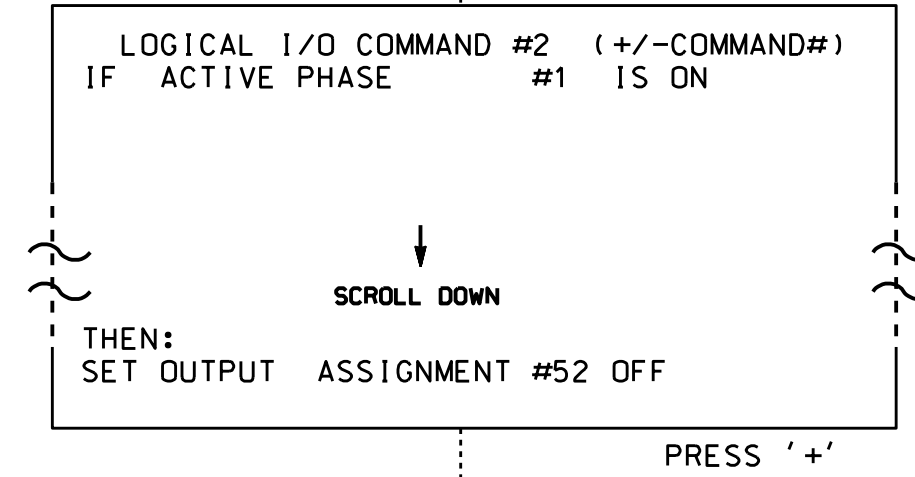 LOGICAL I/O COMMAND #2 (+/-COMMAND#)
IF ACTIVE PHASE #1 IS ON
SCROLL DOWN
THEN:
SET OUTPUT ASSIGNMENT #52 OFF
PRESS '+'